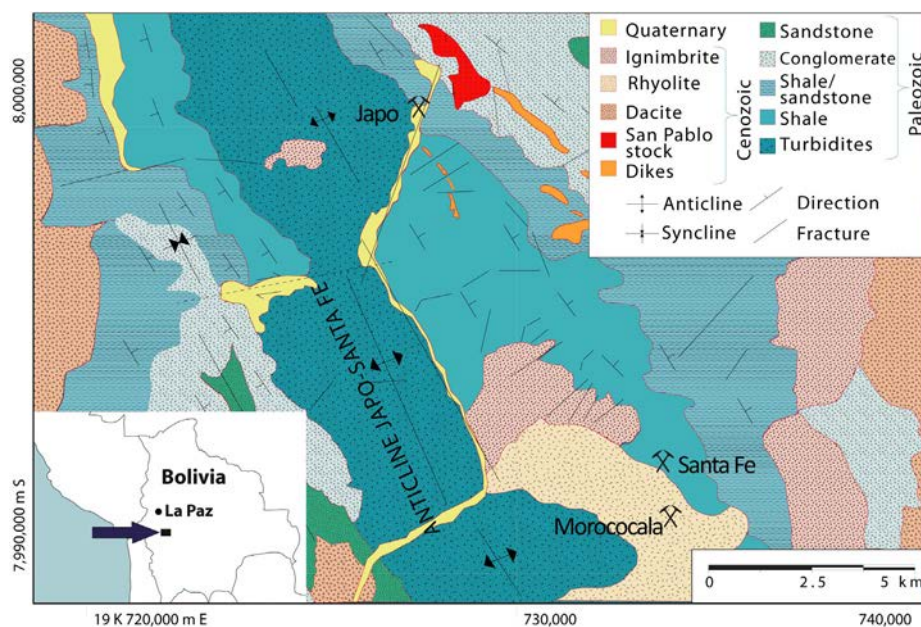 Quaternary
Ignimbrite
Rhyolite
Dacite
San Pablo
stock
Dikes
Cenozoic
Sandstone
Conglomerate
Shale/
sandstone
Shale
Turbidites
Paleozoic
Anticline
Direction
Syncline
Fracture
8,000,000
Japo
ANTICLINE JAPO-SANTA FE
Santa Fe
Morococala
Bolivia
La Paz
7,990,000 m S
0
2.5
5 km
19 K 720,000 m E
730,000
740,000